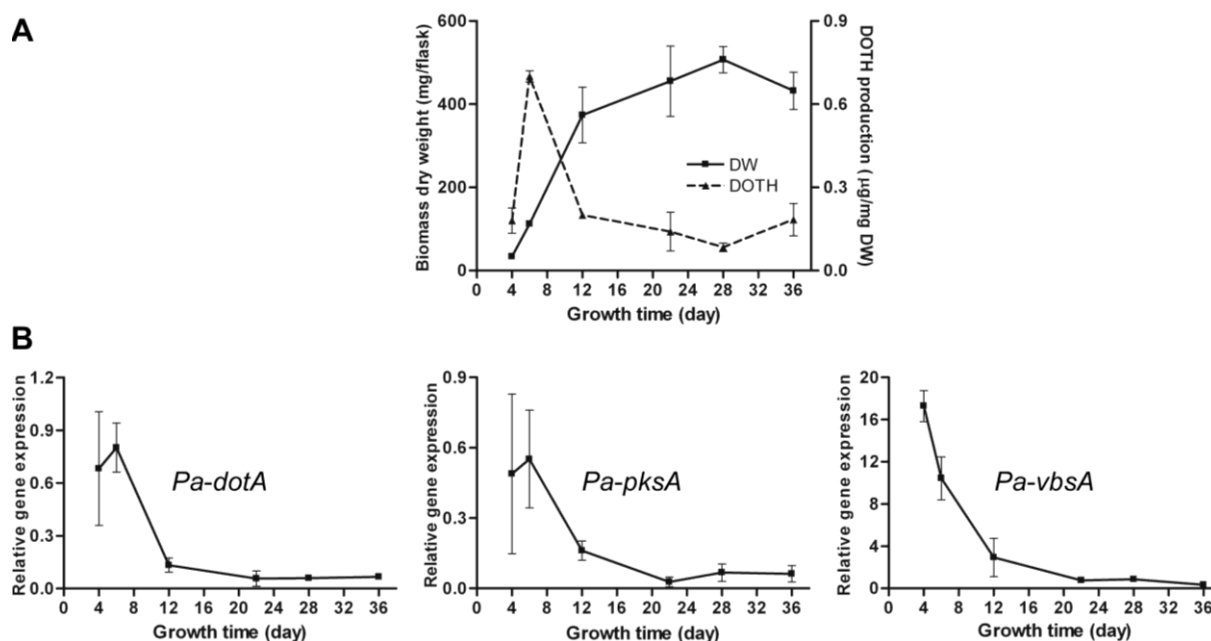 A
Biomass dry weight (mg/flask)
600
400
200
0
0.9
0.6
0.3
0.0
DOTH production (µg/mg DW)
DW
DOTH
0 4 8 12 16 20 24 28 32 36
Growth time (day)
B
Relative gene expression
1.2
0.9
0.6
0.3
0.0
Pa-dotA
0 4 8 12 16 20 24 28 32 36
Growth time (day)
Relative gene expression
0.9
0.6
0.3
0.0
Pa-pksA
0 4 8 12 16 20 24 28 32 36
Growth time (day)
Relative gene expression
20
16
12
8
4
0
Pa-vbsA
0 4 8 12 16 20 24 28 32 36
Growth time (day)